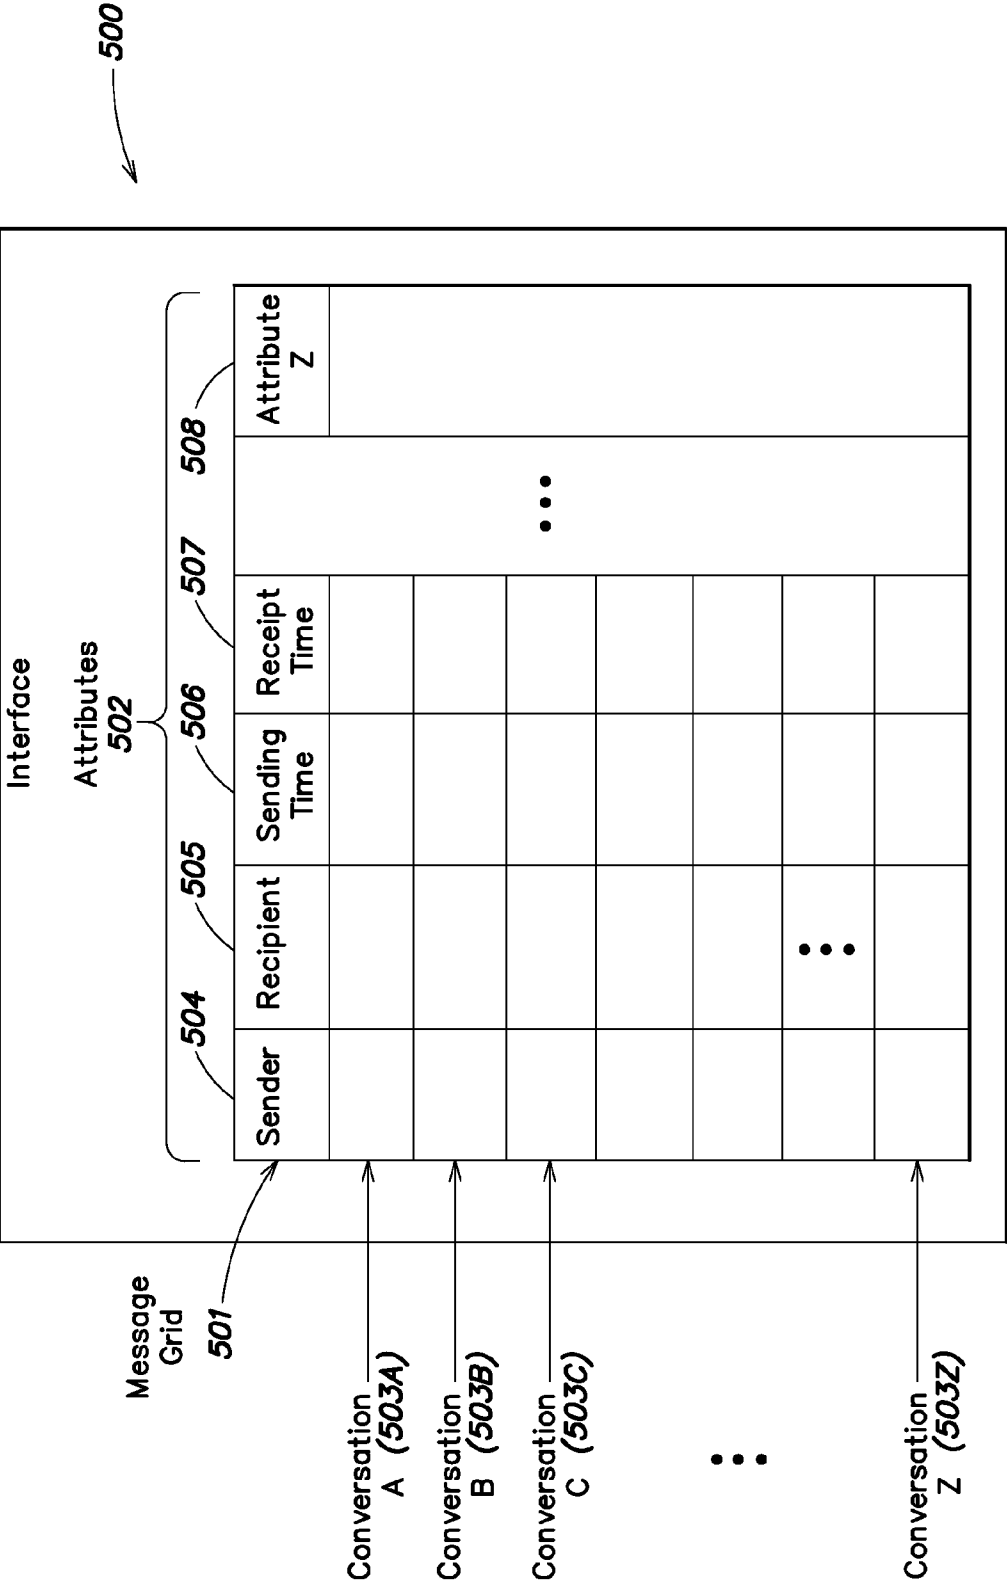 500
Interface
Attributes
502
504
505
506
507
508
Message
Grid
501
Sender
Recipient
Sending
Time
Receipt
Time
Attribute
Z
Conversation
A (503A)
Conversation
B (503B)
Conversation
C (503C)
Conversation
Z (503Z)